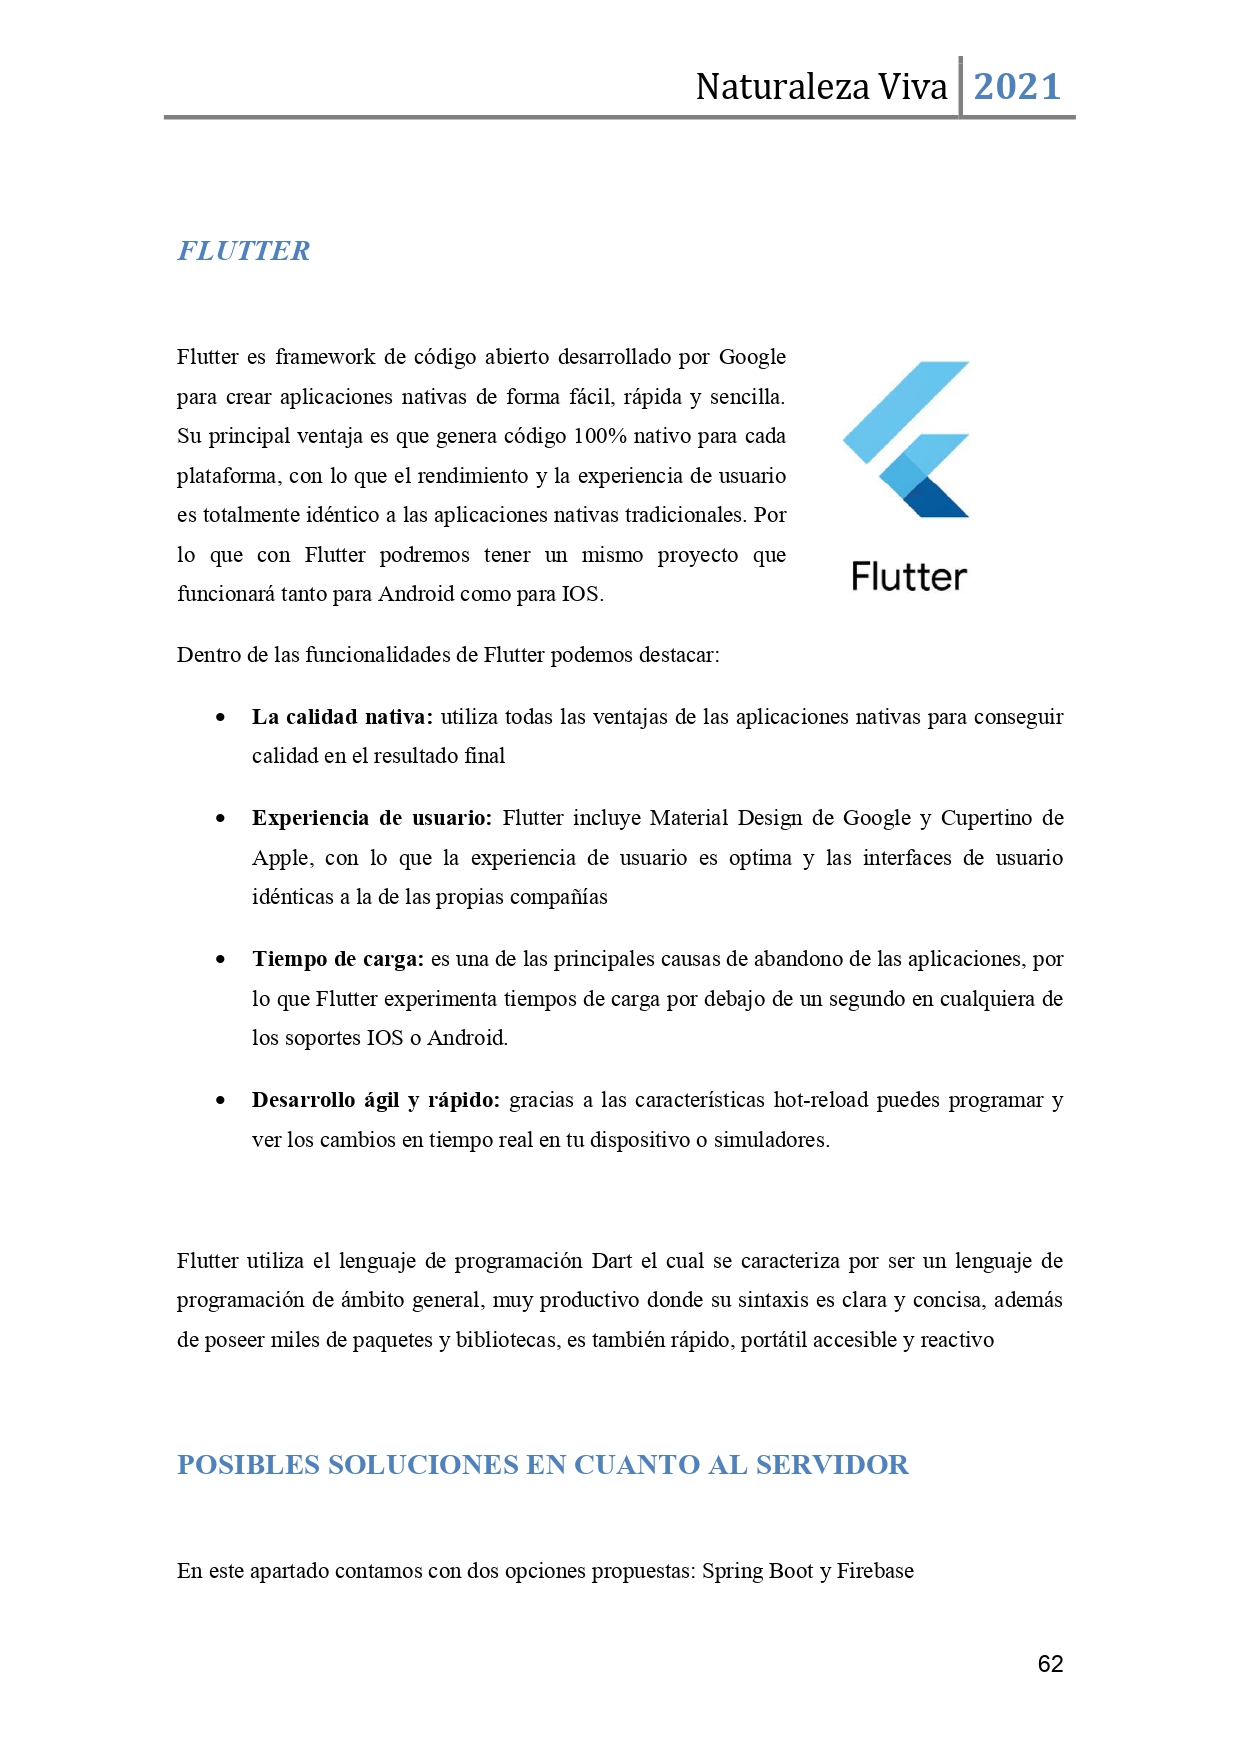 Naturaleza Viva 2021
FLUTTER
Flutter es framework de código abierto desarrollado por Google
para crear aplicaciones nativas de forma fácil, rápida y sencilla.
Su principal ventaja es que genera código 100% nativo para cada
plataforma, con lo que el rendimiento y la experiencia de usuario
es totalmente idéntico a las aplicaciones nativas tradicionales. Por
lo que con Flutter podremos tener un mismo proyecto que
funcionará tanto para Android como para IOS.
Flutter
Dentro de las funcionalidades de Flutter podemos destacar:
• La calidad nativa: utiliza todas las ventajas de las aplicaciones nativas para conseguir
calidad en el resultado final
• Experiencia de usuario: Flutter incluye Material Design de Google y Cupertino de
Apple, con lo que la experiencia de usuario es optima y las interfaces de usuario
idénticas a la de las propias compañías
• Tiempo de carga: es una de las principales causas de abandono de las aplicaciones, por
lo que Flutter experimenta tiempos de carga por debajo de un segundo en cualquiera de
los soportes IOS o Android.
• Desarrollo ágil y rápido: gracias a las características hot-reload puedes programar y
ver los cambios en tiempo real en tu dispositivo o simuladores.
Flutter utiliza el lenguaje de programación Dart el cual se caracteriza por ser un lenguaje de
programación de ámbito general, muy productivo donde su sintaxis es clara y concisa, además
de poseer miles de paquetes y bibliotecas, es también rápido, portátil accesible y reactivo
POSIBLES SOLUCIONES EN CUANTO AL SERVIDOR
En este apartado contamos con dos opciones propuestas: Spring Boot y Firebase
62